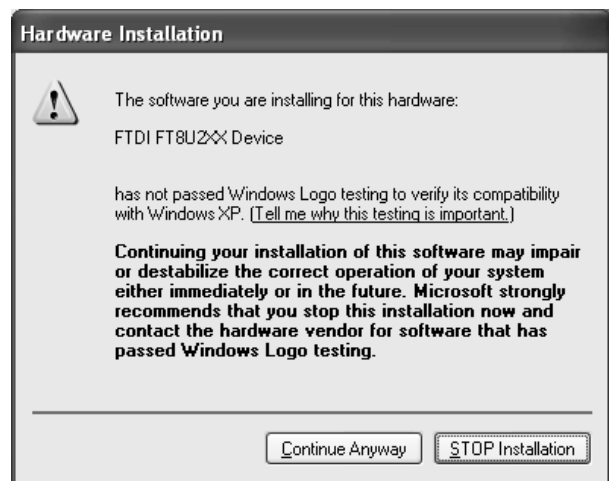 Hardware Installation
The software you are installing for this hardware:
FTDI FT8U2XX Device
has not passed Windows Logo testing to verify its compatibility
with Windows XP. (Tell me why this testing is important.)
Continuing your installation of this software may impair
or destabilize the correct operation of your system
either immediately or in the future. Microsoft strongly
recommends that you stop this installation now and
contact the hardware vendor for software that has
passed Windows Logo testing.
Continue Anyway
STOP Installation